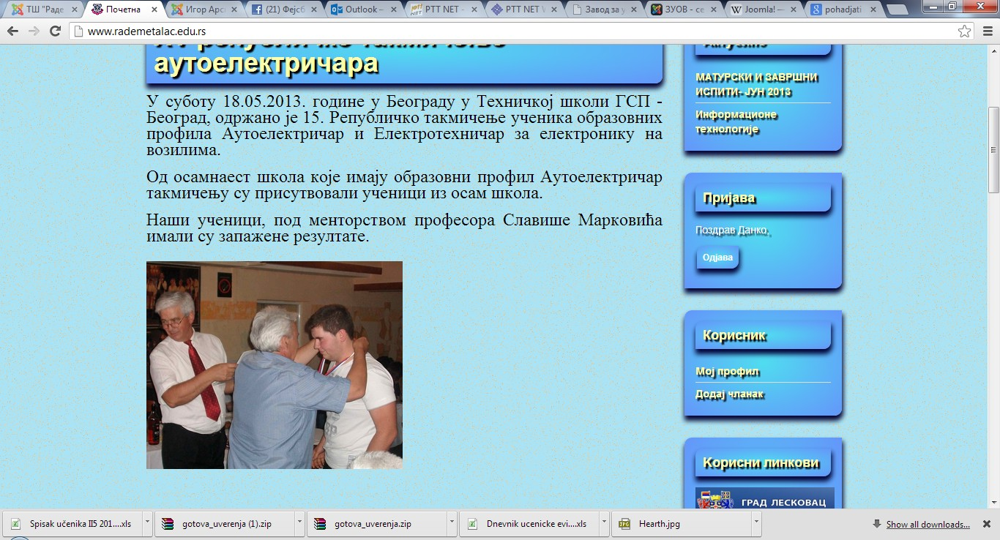 ТШ "Раде
Почетна
Игор Арс
(21) Фејсб
Outlook –
PTT NET -
PTT NET W
Завод за у
ЗУОВ - се
Joomla! —
pohadjati
www.rademetalac.edu.rs
аутоелектричара
У суботу 18.05.2013. године у Београду у Техничкој школи ГСП -
Београд, одржано је 15. Републичко такмичење ученика образовних
профила Аутоелектричар и Електротехничар за електронику на
возилима.
Од осамнаест школа које имају образовни профил Аутоелектричар
такмичењу су присутвовали ученици из осам школа.
Наши ученици, под менторством професора Славише Марковића
имали су запажене резултате.
МАТУРСКИ И ЗАВРШНИ
ИСПИТИ- ЈУН 2013
Информационе
технологије
Пријава
Поздрав Данко,
Одјава
Корисник
Мој профил
Додај чланак
Корисни линкови
ГРАД ЛЕСКОВАЦ
Spisak učenika II5 201....xls
gotova_uverenja (1).zip
gotova_uverenja.zip
Dnevnik ucenicke evi....xls
Hearth.jpg
Show all downloads...